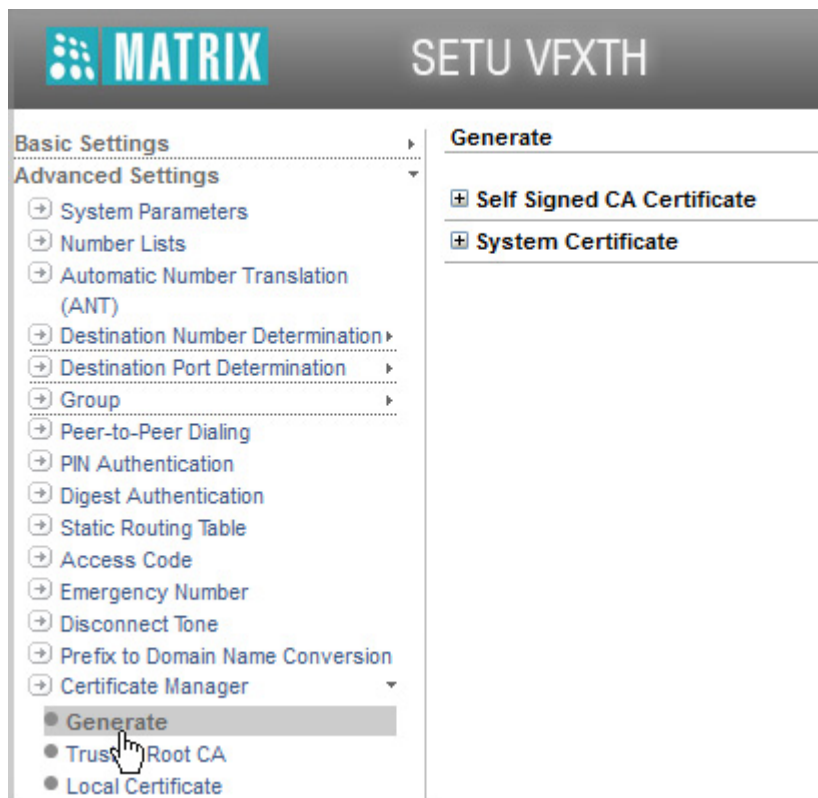 MATRIX
SETU VFXTH
Basic Settings
Advanced Settings
System Parameters
Number Lists
Automatic Number Translation
(ANT)
Destination Number Determination
Destination Port Determination
Group
Peer-to-Peer Dialing
PIN Authentication
Digest Authentication
Static Routing Table
Access Code
Emergency Number
Disconnect Tone
Prefix to Domain Name Conversion
Certificate Manager
Generate
Root CA
Local Certificate
Generate
Self Signed CA Certificate
System Certificate